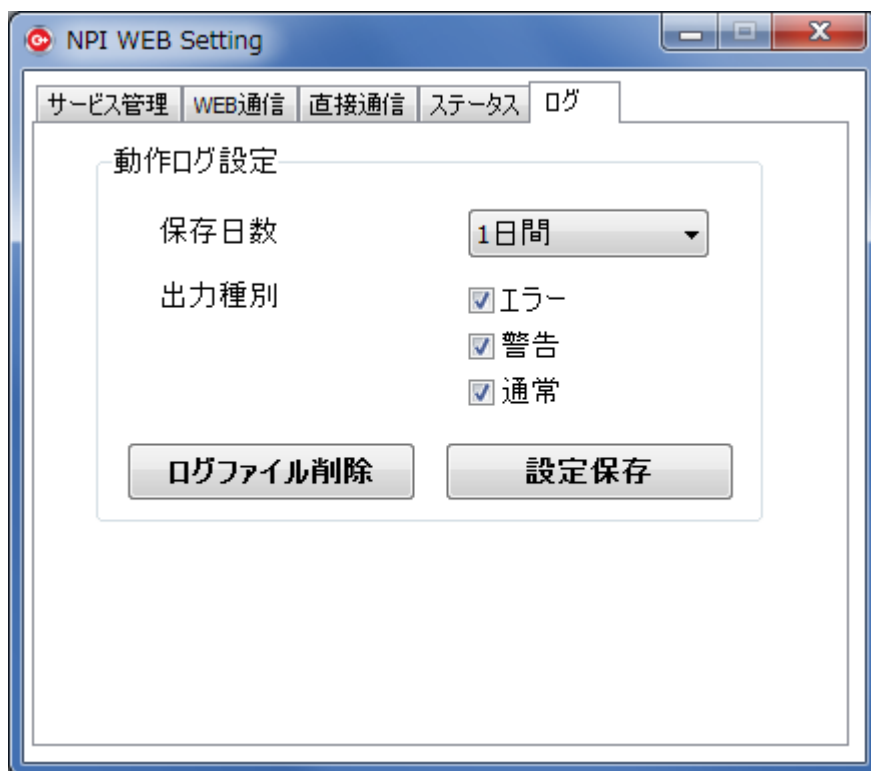 NPI WEB Setting
サービス管理 WEB通信 直接通信 ステータス ログ
動作ログ設定
保存日数 1日間
出力種別 エラー
警告
通常
ログファイル削除 設定保存